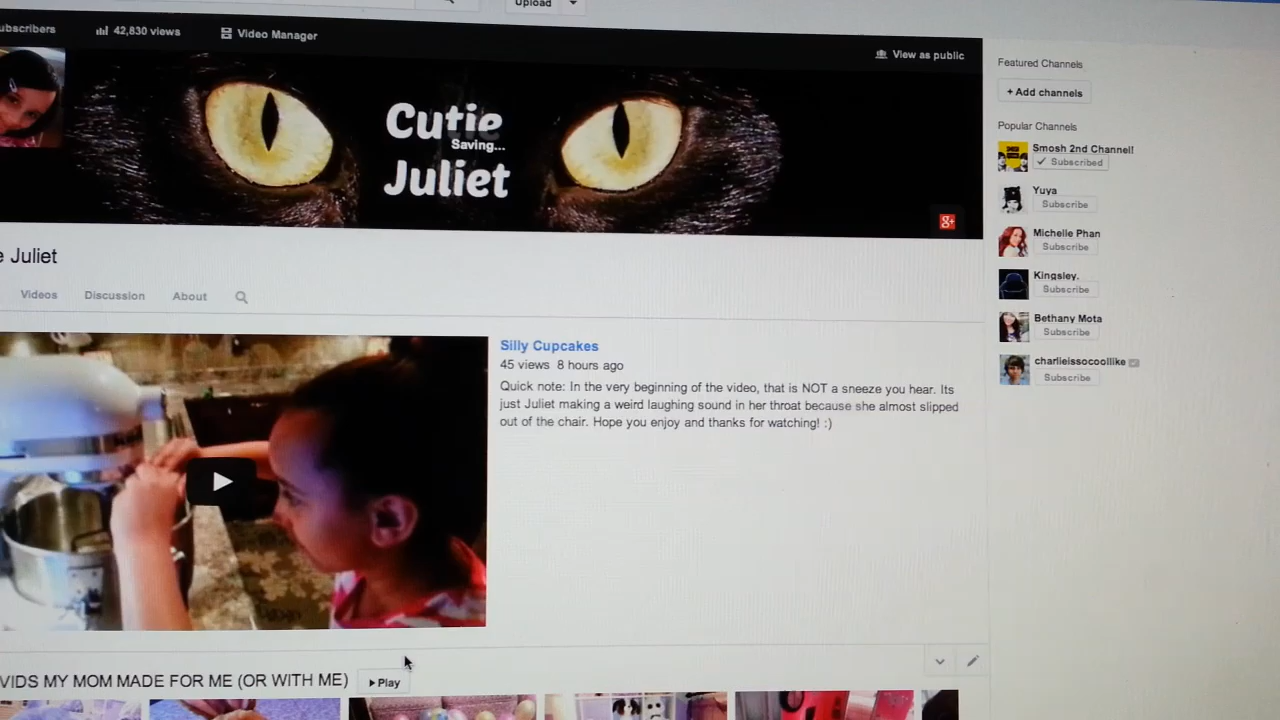 Upload
ubscribers
42,830 views
Video Manager
View as public
Cutie
Saving...
Juliet
g+
e Juliet
Videos
Discussion
About
Silly Cupcakes
45 views 8 hours ago
Quick note: In the very beginning of the video, that is NOT a sneeze you hear. Its
just Juliet making a weird laughing sound in her throat because she almost slipped
out of the chair. Hope you enjoy and thanks for watching! :)
VIDS MY MOM MADE FOR ME (OR WITH ME)
Play
Featured Channels
+ Add channels
Popular Channels
Smosh 2nd Channel!
Subscribed
Yuya
Subscribe
Michelle Phan
Subscribe
Kingsley.
Subscribe
Bethany Mota
Subscribe
charlieissocoollike
Subscribe